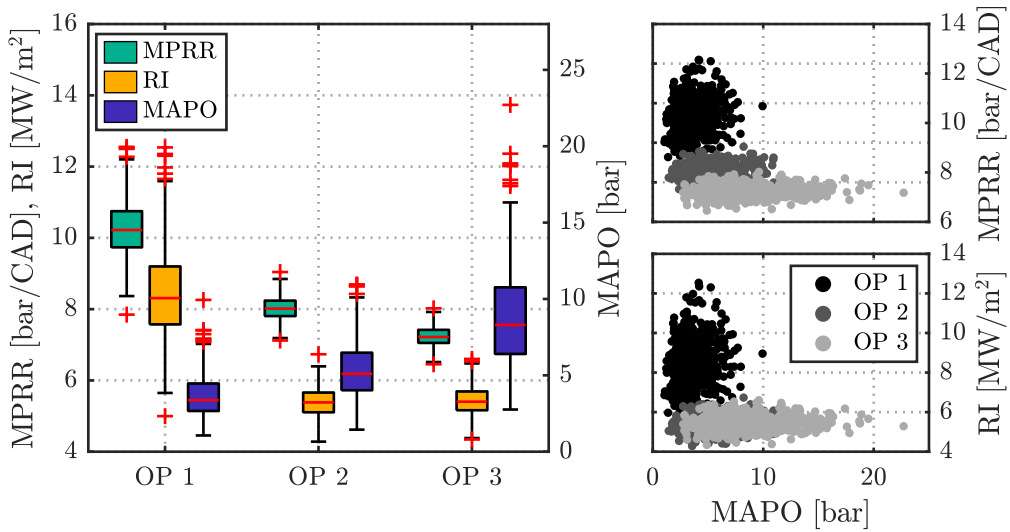 MPRR [bar/CAD], RI [MW/m²]
16
14
12
10
8
6
4
MPRR
RI
MAPO
OP 1
OP 2
OP 3
25
20
15
10
5
0
MAPO [bar]
14
12
10
8
6
MPRR [bar/CAD]
OP 1
OP 2
OP 3
14
12
10
8
6
4
RI [MW/m²]
0
10
20
MAPO [bar]